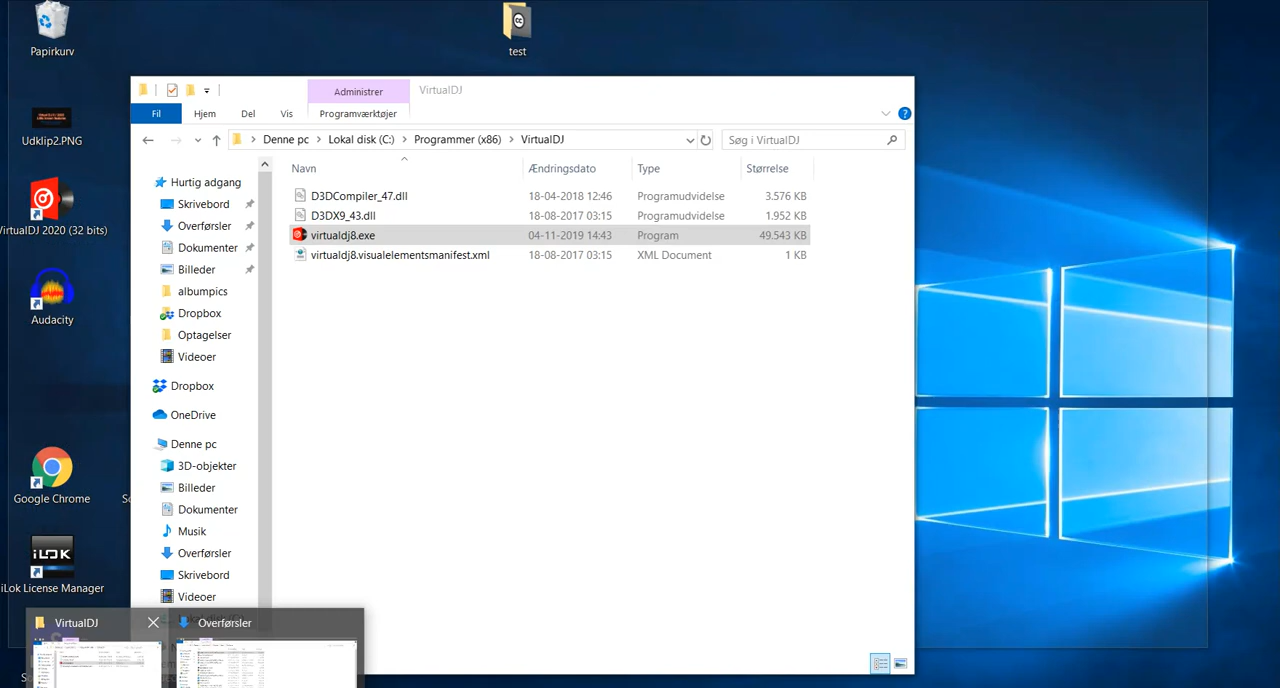 Papirkurv
test
Udklip2.PNG
VirtualDJ 2020 (32 bits)
Audacity
Google Chrome
iLOK
iLok License Manager
Administrer
VirtualDJ
Fil
Hjem
Del
Vis
Programværktøjer
Denne pc
Lokal disk (C:)
Programmer (x86)
VirtualDJ
Søg i VirtualDJ
Navn
Ændringsdato
Type
Størrelse
D3DCompiler_47.dll 18-04-2018 12:46 Programudvidelse 3.576 KB
D3DX9_43.dll 18-08-2017 03:15 Programudvidelse 1.952 KB
virtualdj8.exe 04-11-2019 14:43 Program 49.543 KB
virtualdj8.visualelementsmanifest.xml 18-08-2017 03:15 XML Document 1 KB
Hurtig adgang
Skrivebord
Overførsler
Dokumenter
Billeder
albumpics
Dropbox
Optagelser
Videoer
Dropbox
OneDrive
Denne pc
3D-objekter
Billeder
Dokumenter
Musik
Overførsler
Skrivebord
Videoer
VirtualDJ
Overførsler